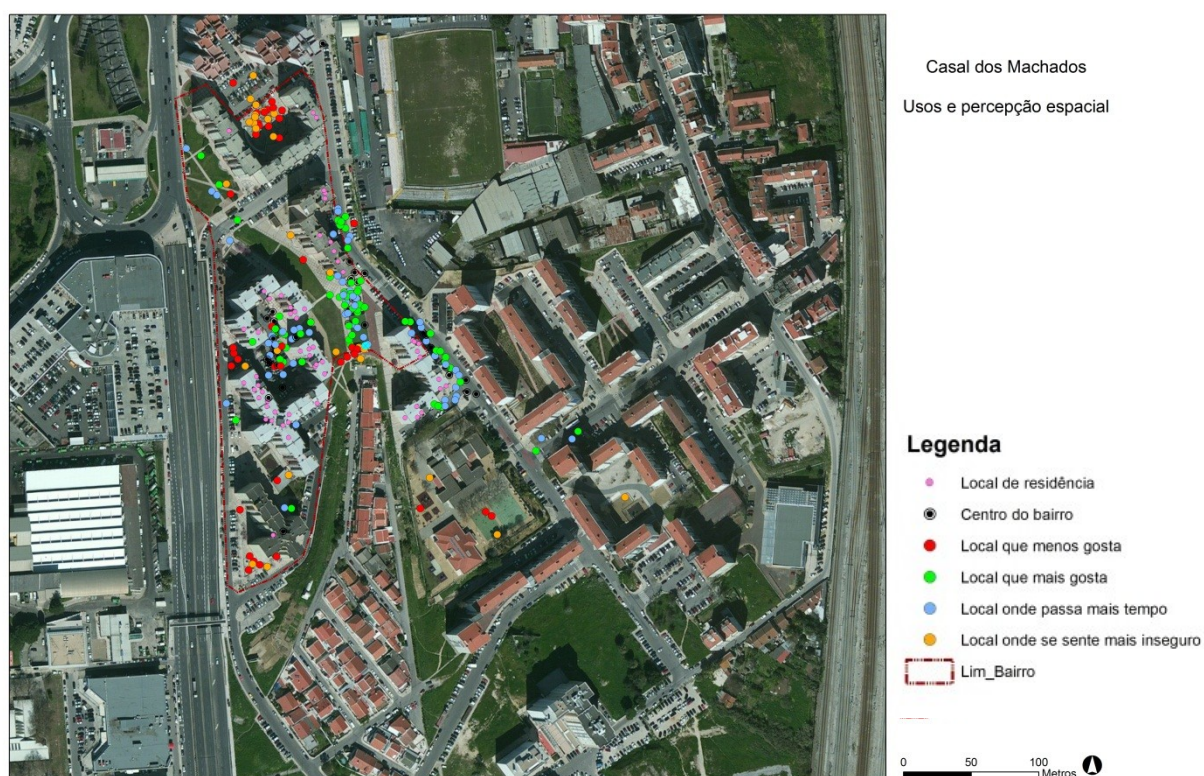 Casal dos Machados
Usos e percepção espacial
Legenda
Local de residência
Centro do bairro
Local que menos gosta
Local que mais gosta
Local onde passa mais tempo
Local onde se sente mais inseguro
Lim_Bairro
0 50 100
Metros